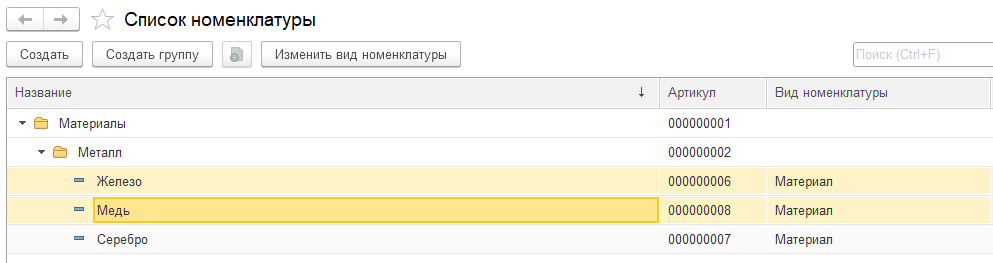 Список номенклатуры
Создать Создать группу Изменить вид номенклатуры Поиск (Ctrl+F)
Название ↓ Артикул Вид номенклатуры
Материалы 000000001
Металл 000000002
Железо 000000006 Материал
Медь 000000008 Материал
Серебро 000000007 Материал